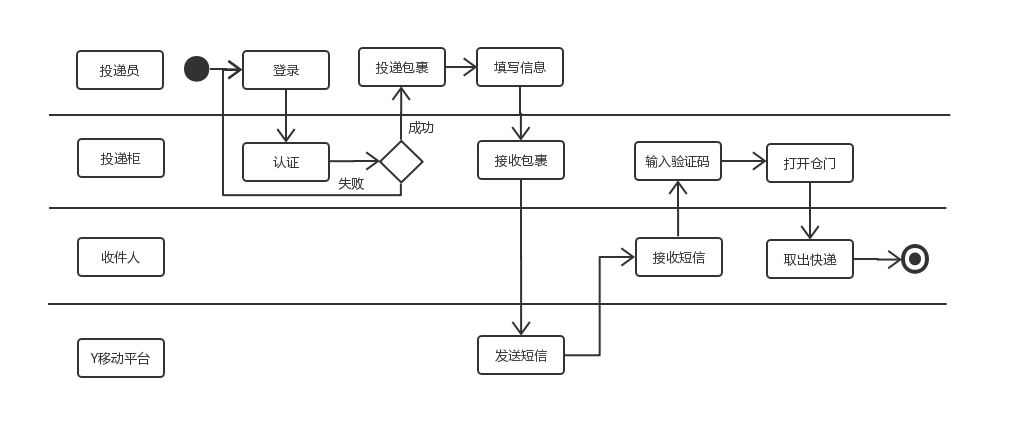 投递员
登录
投递包裹
填写信息
成功
投递柜
认证
失败
接收包裹
输入验证码
打开仓门
收件人
接收短信
取出快递
Y移动平台
发送短信